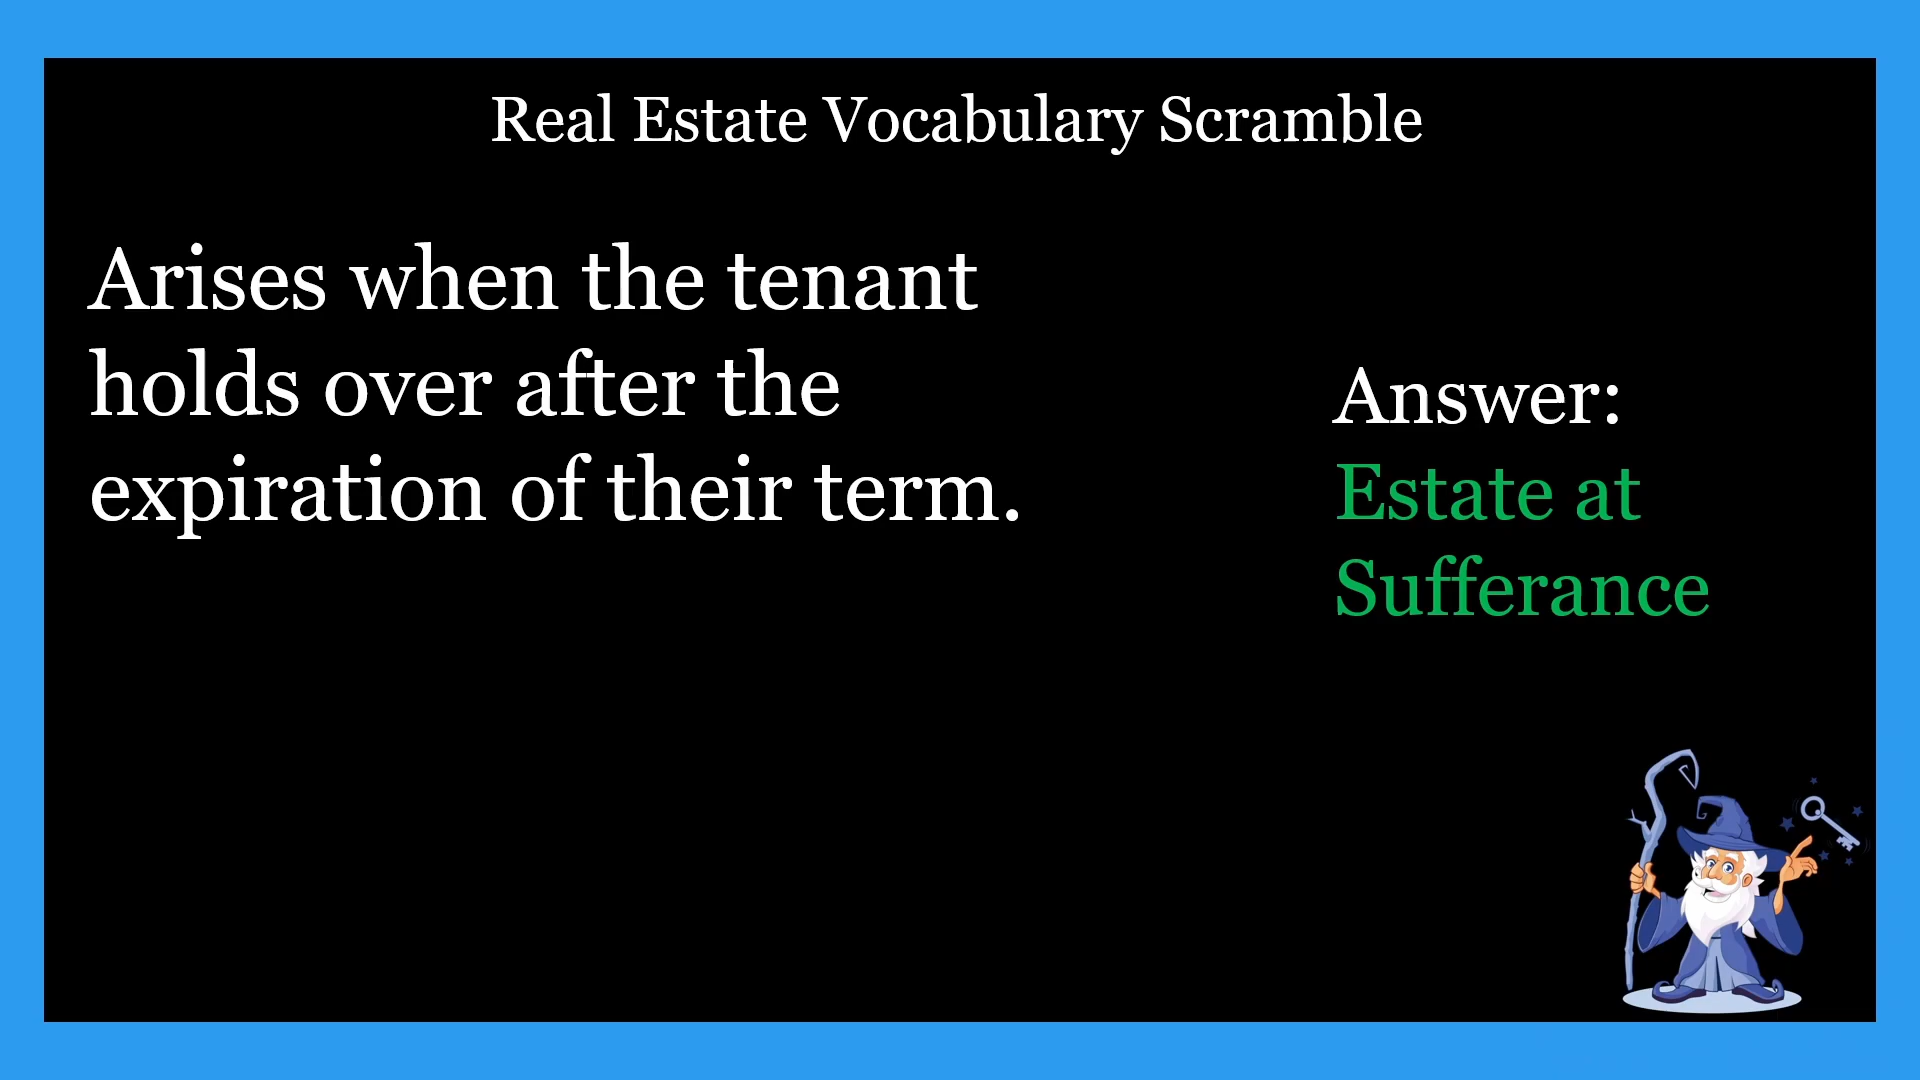 Real Estate Vocabulary Scramble
Arises when the tenant
holds over after the
expiration of their term.
Answer:
Estate at
Sufferance